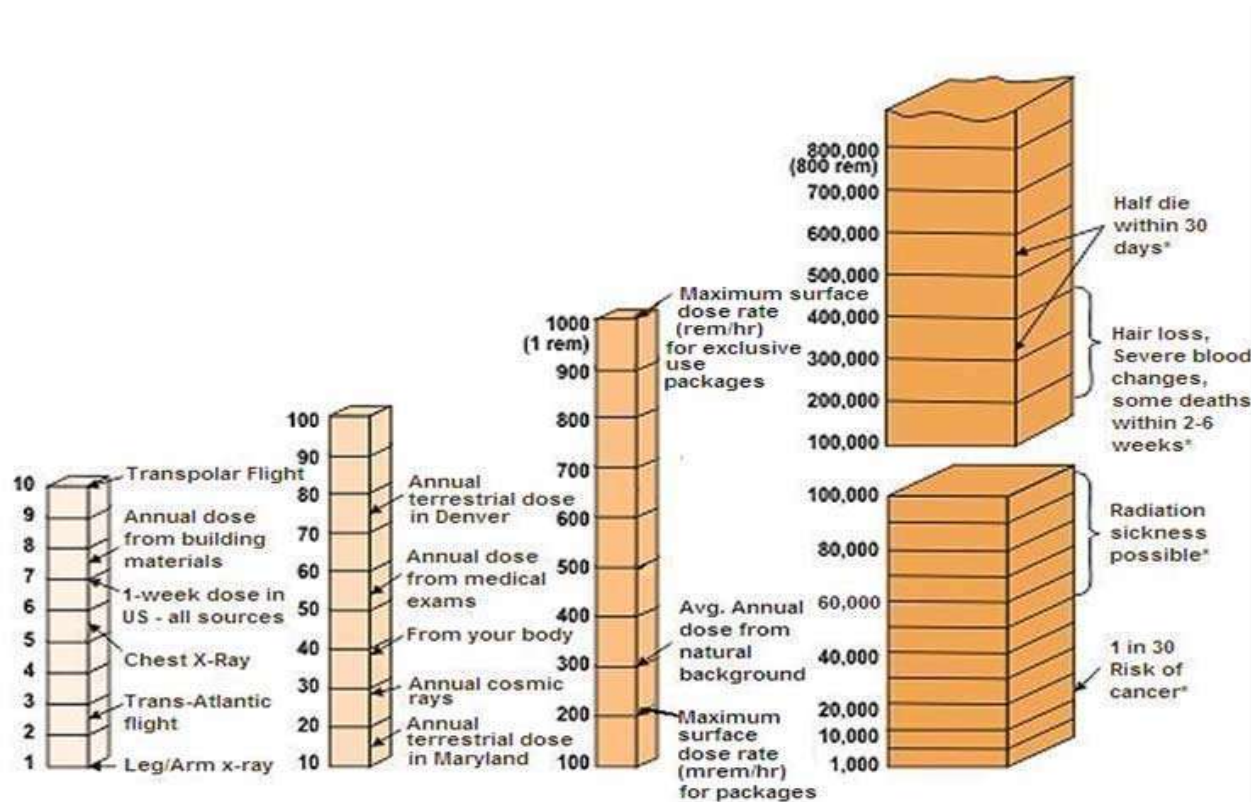 10
9
8
7
6
5
4
3
2
1
Transpolar Flight
Annual dose
from building
materials
1-week dose in
US - all sources
Chest X-Ray
Trans-Atlantic
flight
Leg/Arm x-ray
100
90
80
70
60
50
40
30
20
10
Annual
terrestrial dose
in Denver
Annual dose
from medical
exams
From your body
Annual cosmic
rays
Annual
terrestrial dose
in Maryland
1000
(1 rem)
900
800
700
600
500
400
300
200
100
Maximum surface
dose rate
(rem/hr)
for exclusive
use
packages
Avg. Annual
dose from
natural
background
Maximum
surface
dose rate
(mrem/hr)
for packages
800,000
(800 rem)
700,000
600,000
500,000
400,000
300,000
200,000
100,000
Half die
within 30
days*
Hair loss,
Severe blood
changes,
some deaths
within 2-6
weeks*
100,000
80,000
60,000
40,000
20,000
10,000
1,000
Radiation
sickness
possible*
1 in 30
Risk of
cancer*